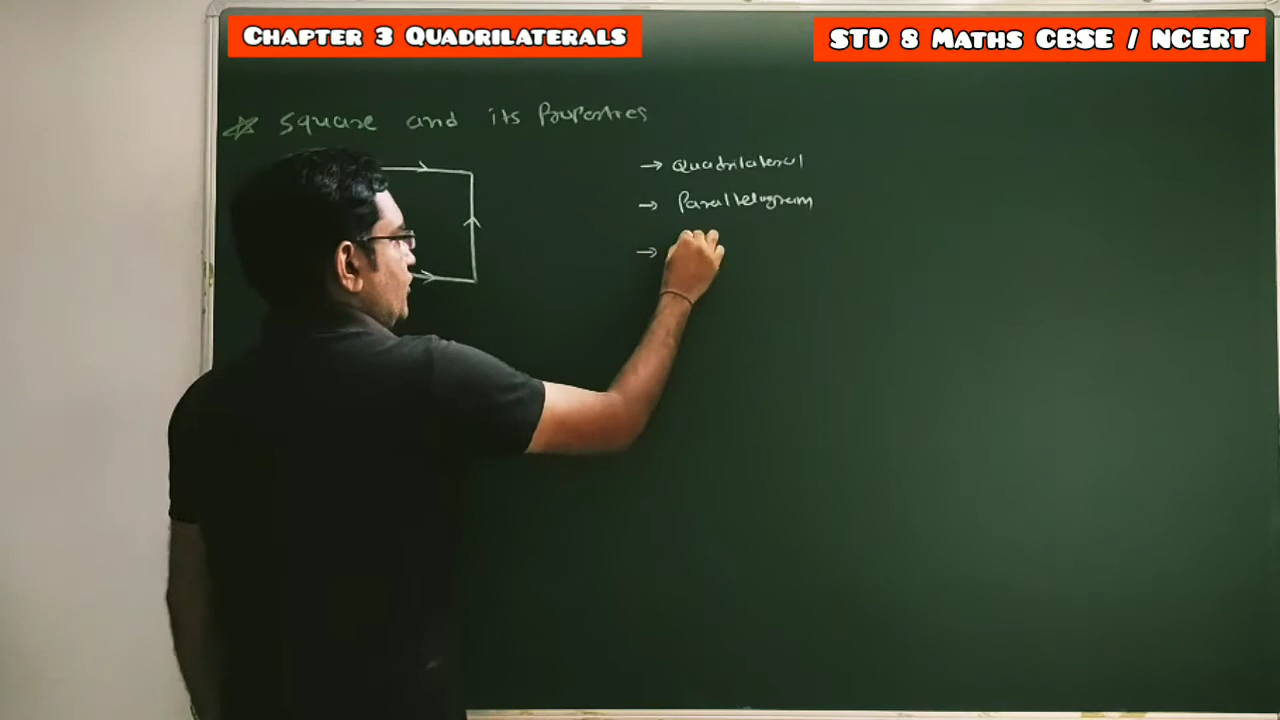 CHAPTER 3 QUADRILATERALS
STD 8 MATHS CBSE / NCERT
☆ Square and its Properties
→ Quadrilateral
→ Parallelogram
→